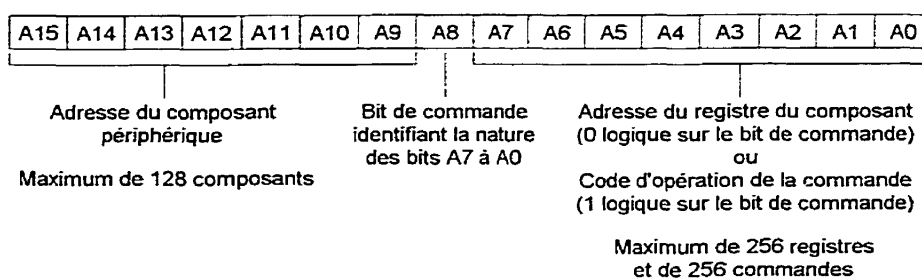 A15 A14 A13 A12 A11 A10 A9 A8 A7 A6 A5 A4 A3 A2 A1 A0
Adresse du composant
périphérique
Maximum de 128 composants
Bit de commande
identifiant la nature
des bits A7 à A0
Adresse du registre du composant
(0 logique sur le bit de commande)
ou
Code d'opération de la commande
(1 logique sur le bit de commande)
Maximum de 256 registres
et de 256 commandes